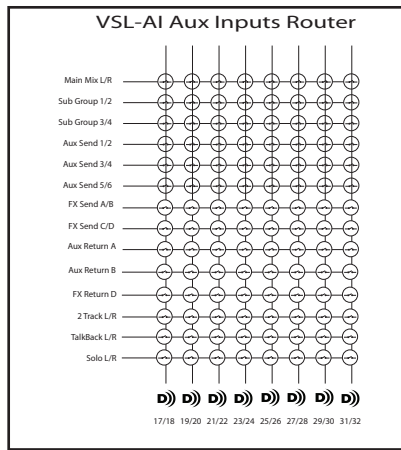 VSL-AI Aux Inputs Router
Main Mix L/R
Sub Group 1/2
Sub Group 3/4
Aux Send 1/2
Aux Send 3/4
Aux Send 5/6
FX Send A/B
FX Send C/D
Aux Return A
Aux Return B
FX Return D
2 Track L/R
TalkBack L/R
Solo L/R
D D D D D D D D
17/18 19/20 21/22 23/24 25/26 27/28 29/30 31/32